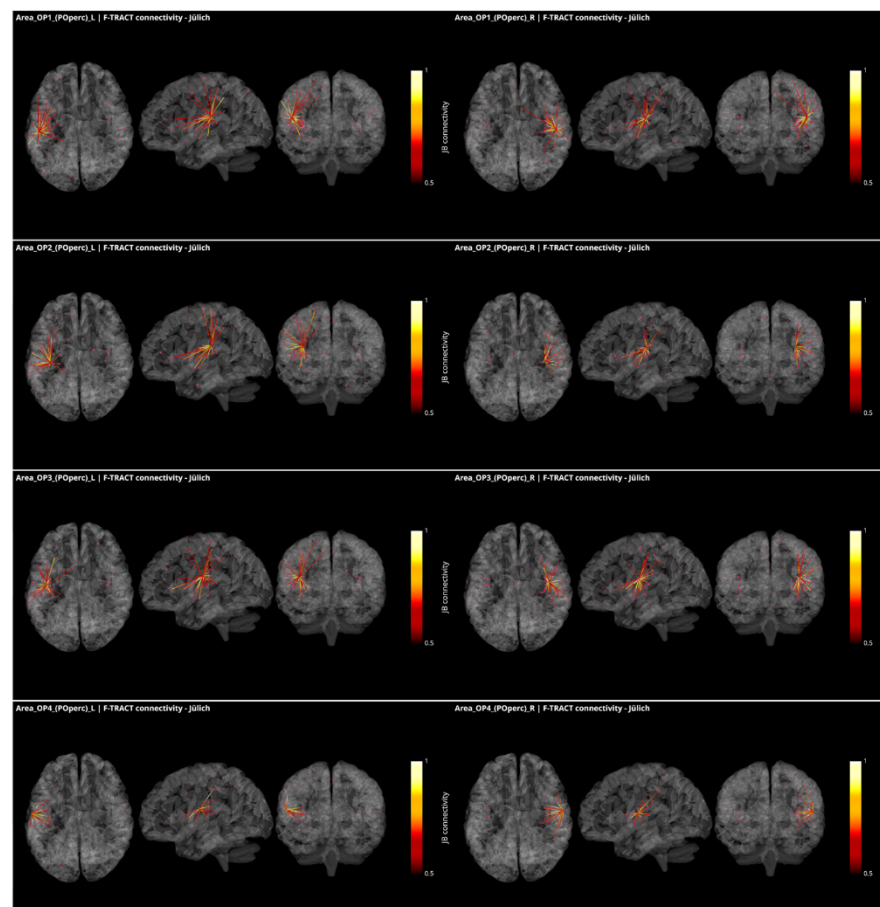 Area_OP1_(POperc)_L | F-TRACT connectivity - Jülich
1
JB connectivity
0.5
Area_OP1_(POperc)_R | F-TRACT connectivity - Jülich
1
0.5
Area_OP2_(POperc)_L | F-TRACT connectivity - Jülich
1
JB connectivity
0.5
Area_OP2_(POperc)_R | F-TRACT connectivity - Jülich
1
0.5
Area_OP3_(POperc)_L | F-TRACT connectivity - Jülich
1
JB connectivity
0.5
Area_OP3_(POperc)_R | F-TRACT connectivity - Jülich
1
0.5
Area_OP4_(POperc)_L | F-TRACT connectivity - Jülich
1
JB connectivity
0.5
Area_OP4_(POperc)_R | F-TRACT connectivity - Jülich
1
0.5